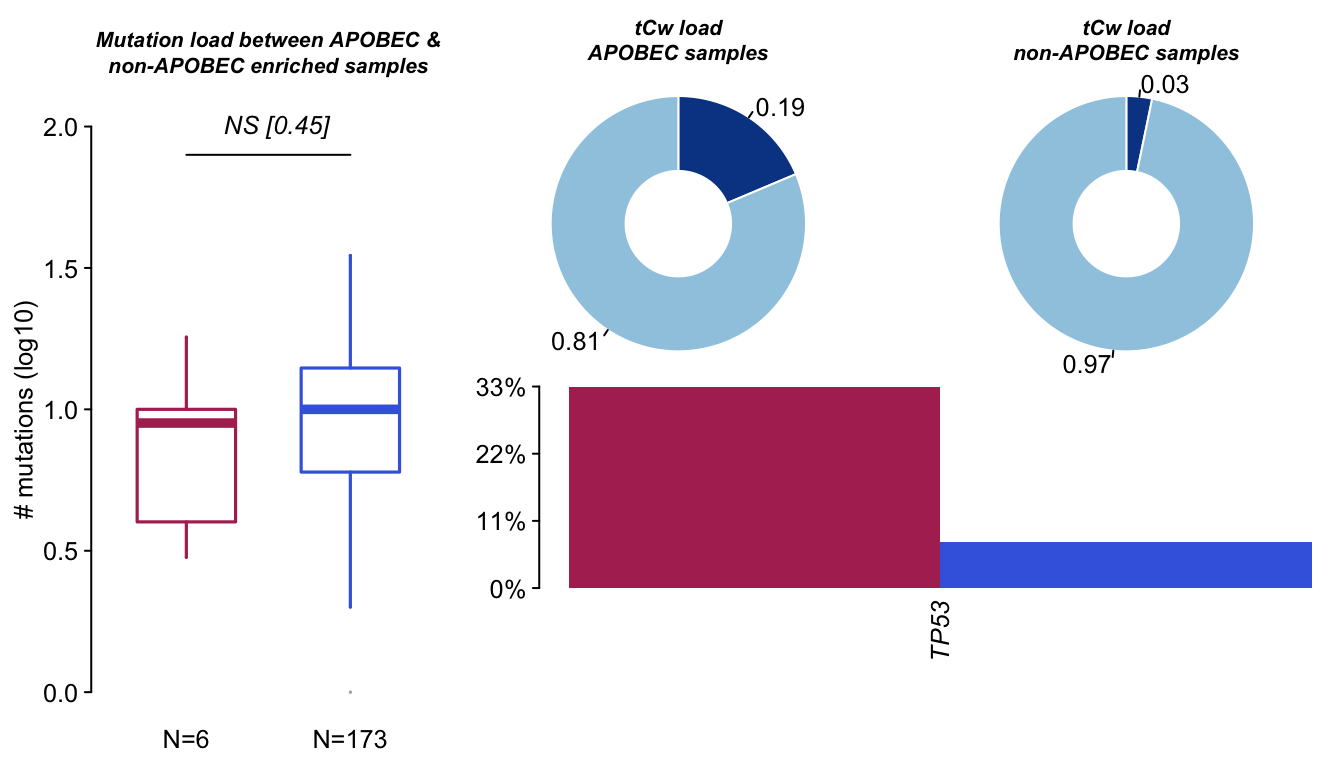 Mutation load between APOBEC &
non-APOBEC enriched samples
NS [0.45]
2.0
1.5
1.0
0.5
0.0
# mutations (log10)
N=6
N=173
tCw load
APOBEC samples
0.19
0.81
tCw load
non-APOBEC samples
0.03
0.97
33%
22%
11%
0%
TP53